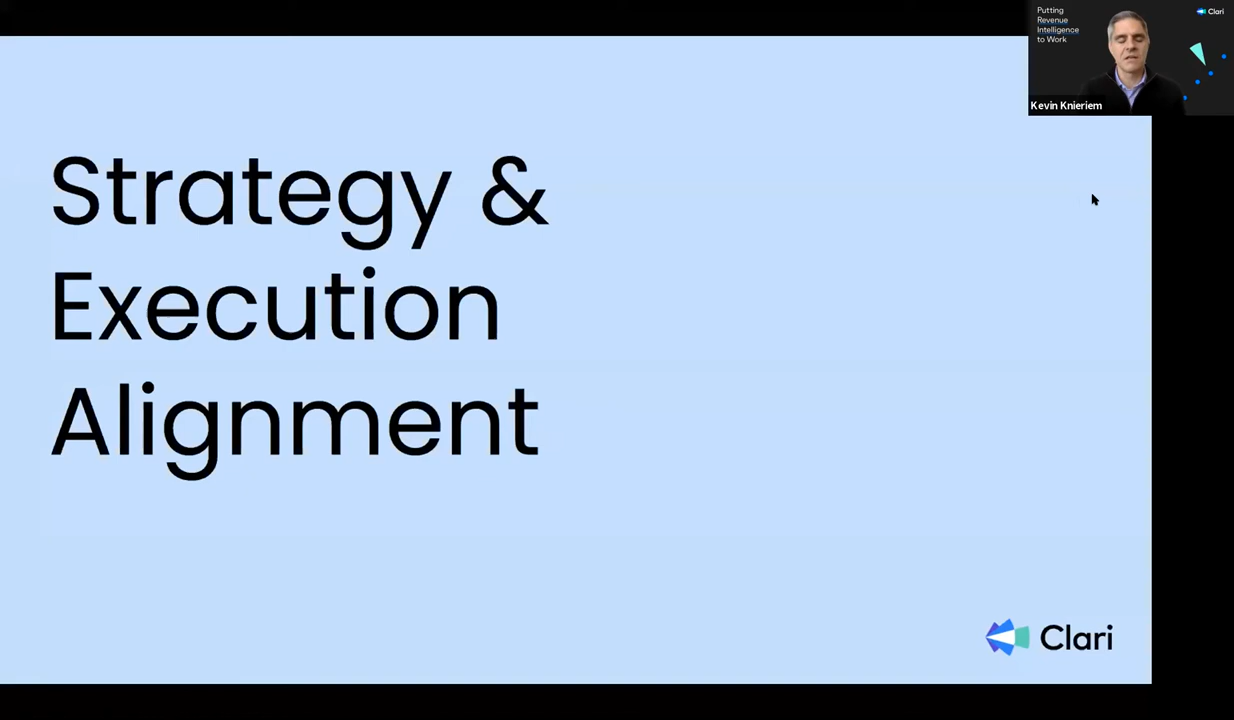 Strategy &
Execution
Alignment
Clari
Putting
Revenue
Intelligence
to Work
Clari
Kevin Knieriem